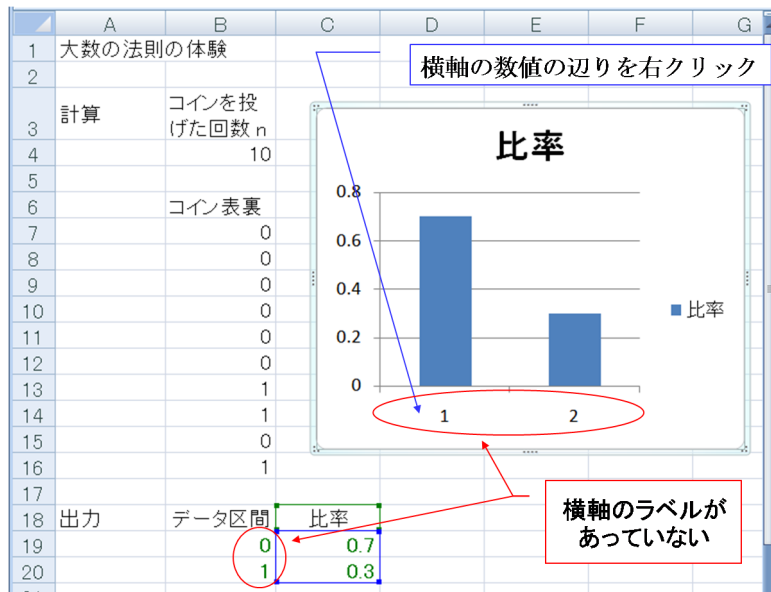 A B C D E F G
1 大数の法則の体験
2
3 計算 コインを投
げた回数 n
4 10
5
6 コイン表裏
7 0
8 0
9 0
10 0
11 0
12 0
13 1
14 1
15 0
16 1
17
18 出力 データ区間 比率
19 0 0.7
20 1 0.3
横軸の数値の辺りを右クリック
比率
0.8
0.6
0.4
0.2
0
1 2
比率
横軸のラベルが
あっていない